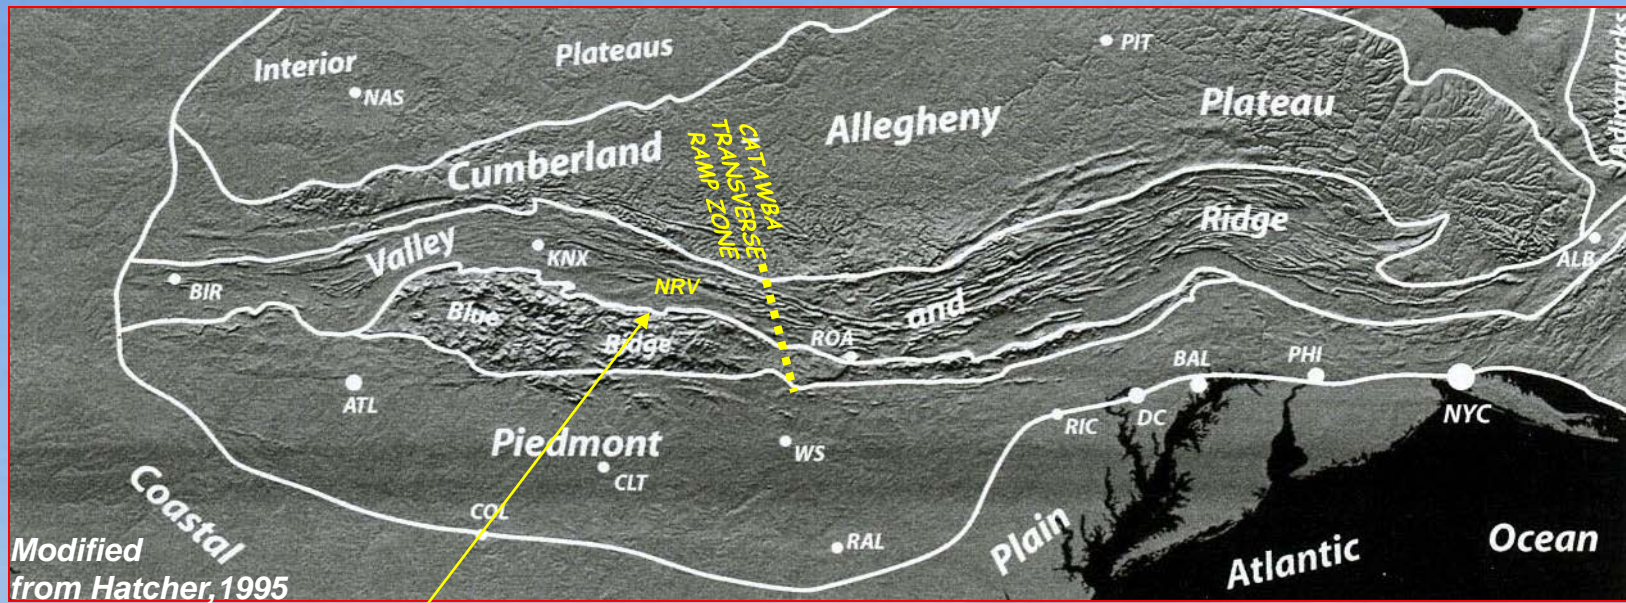 Adirondacks
PIT
Plateaus
Interior
NAS
Plateau
Allegheny
CATAWBA
TRANSVERSE
RAMP ZONE
Cumberland
Ridge
Valley
KNX
ALB
BIR
NRV
and
Blue
Ridge
ROA
BAL
PHI
ATL
DC
NYC
RIC
Piedmont
WS
CLT
COL
Coastal
RAL
Plain
Ocean
Atlantic
Modified
from Hatcher,1995